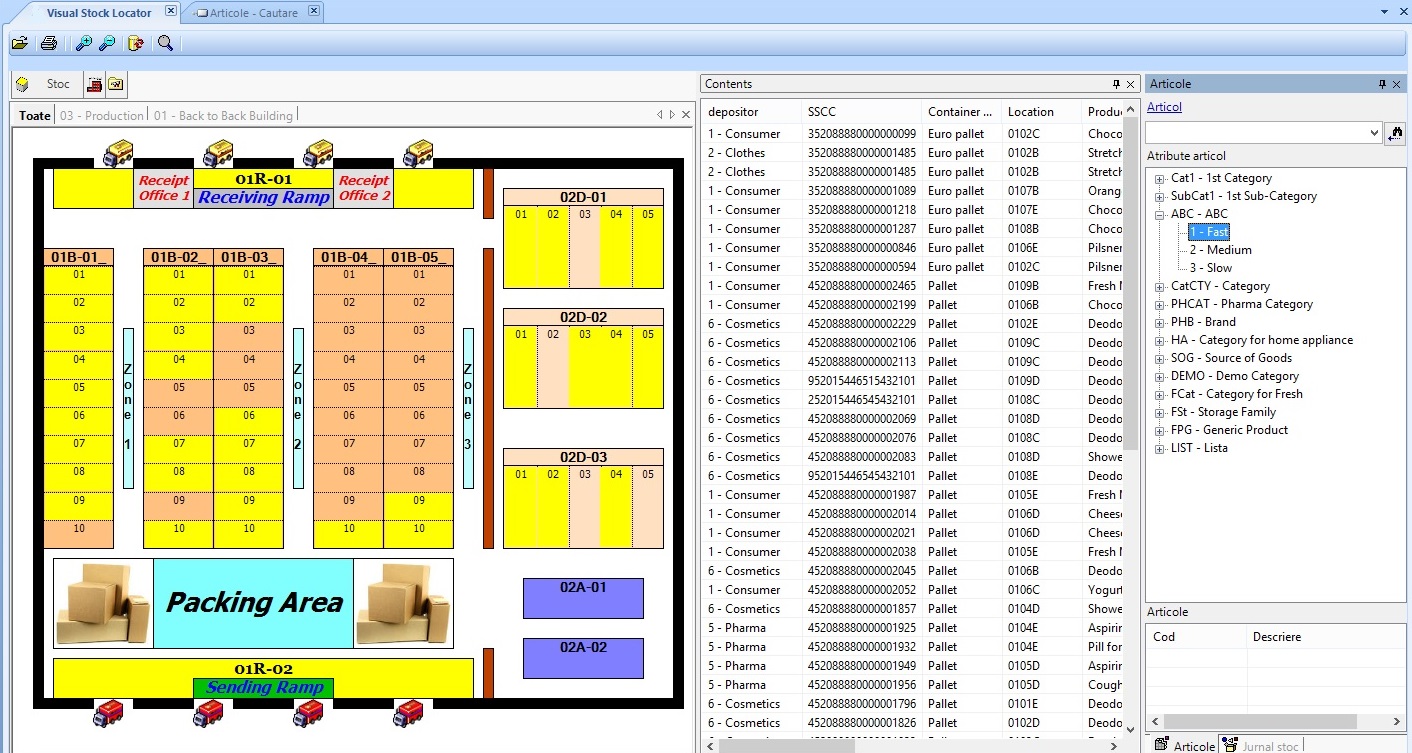 Visual Stock Locator
Articole - Cautare
Stoc
Toate
03 - Production
01 - Back to Back Building
Receipt Office 1
01R-01
Receiving Ramp
Receipt Office 2
01B-01_
01
02
03
04
05
06
07
08
09
10
Zone 1
01B-02_
01
02
03
04
05
06
07
08
09
10
01B-03_
01
02
03
04
05
06
07
08
09
10
Zone 2
01B-04_
01
02
03
04
05
06
07
08
09
10
01B-05_
01
02
03
04
05
06
07
08
09
10
Zone 3
02D-01
01 02 03 04 05
02D-02
01 02 03 04 05
02D-03
01 02 03 04 05
02A-01
02A-02
Packing Area
01R-02
Sending Ramp
Contents
depositor SSCC Container ... Location Produ
1 - Consumer 352088880000000099 Euro pallet 0102C Choco
2 - Clothes 352088880000001485 Euro pallet 0102B Stretch
2 - Clothes 352088880000001485 Euro pallet 0102B Stretch
1 - Consumer 352088880000001089 Euro pallet 0107B Orang
1 - Consumer 352088880000001218 Euro pallet 0107E Choco
1 - Consumer 352088880000001287 Euro pallet 0108B Choco
1 - Consumer 352088880000000846 Euro pallet 0106E Pilsner
1 - Consumer 352088880000000594 Euro pallet 0102C Pilsner
1 - Consumer 452088880000002465 Pallet 0109B Fresh
1 - Consumer 452088880000002199 Pallet 0106B Choco
6 - Cosmetics 452088880000002229 Pallet 0102E Deodo
6 - Cosmetics 452088880000002106 Pallet 0109C Deodo
6 - Cosmetics 452088880000002113 Pallet 0109C Deodo
6 - Cosmetics 952015446515432101 Pallet 0109D Deodo
6 - Cosmetics 252015446545432101 Pallet 0108C Deodo
6 - Cosmetics 452088880000002069 Pallet 0108D Deodo
6 - Cosmetics 452088880000002076 Pallet 0108C Deodo
6 - Cosmetics 452088880000002083 Pallet 0108D Showe
6 - Cosmetics 952015446545432101 Pallet 0108E Deodo
1 - Consumer 452088880000001987 Pallet 0105E Fresh
1 - Consumer 452088880000002014 Pallet 0106D Chees
1 - Consumer 452088880000002021 Pallet 0106D Chees
1 - Consumer 452088880000002038 Pallet 0105E Fresh
6 - Cosmetics 452088880000002045 Pallet 0106B Deodo
1 - Consumer 452088880000002052 Pallet 0106C Yogurt
6 - Cosmetics 452088880000001857 Pallet 0104D Showe
5 - Pharma 452088880000001925 Pallet 0104E Aspirin
5 - Pharma 452088880000001932 Pallet 0104E Pill for
5 - Pharma 452088880000001949 Pallet 0105D Aspirin
5 - Pharma 452088880000001956 Pallet 0105D Cough
6 - Cosmetics 452088880000001796 Pallet 0101E Deodo
6 - Cosmetics 452088880000001826 Pallet 0102D Showe
Articole
Articol
Atribute articol
Cat1 - 1st Category
SubCat1 - 1st Sub-Category
ABC - ABC
1 - Fast
2 - Medium
3 - Slow
CatCTY - Category
PHCAT - Pharma Category
PHB - Brand
HA - Category for home appliance
SOG - Source of Goods
DEMO - Demo Category
FCat - Category for Fresh
FSt - Storage Family
FPG - Generic Product
LIST - Lista
Articole
Cod Descriere
Articole
Jurnal stoc